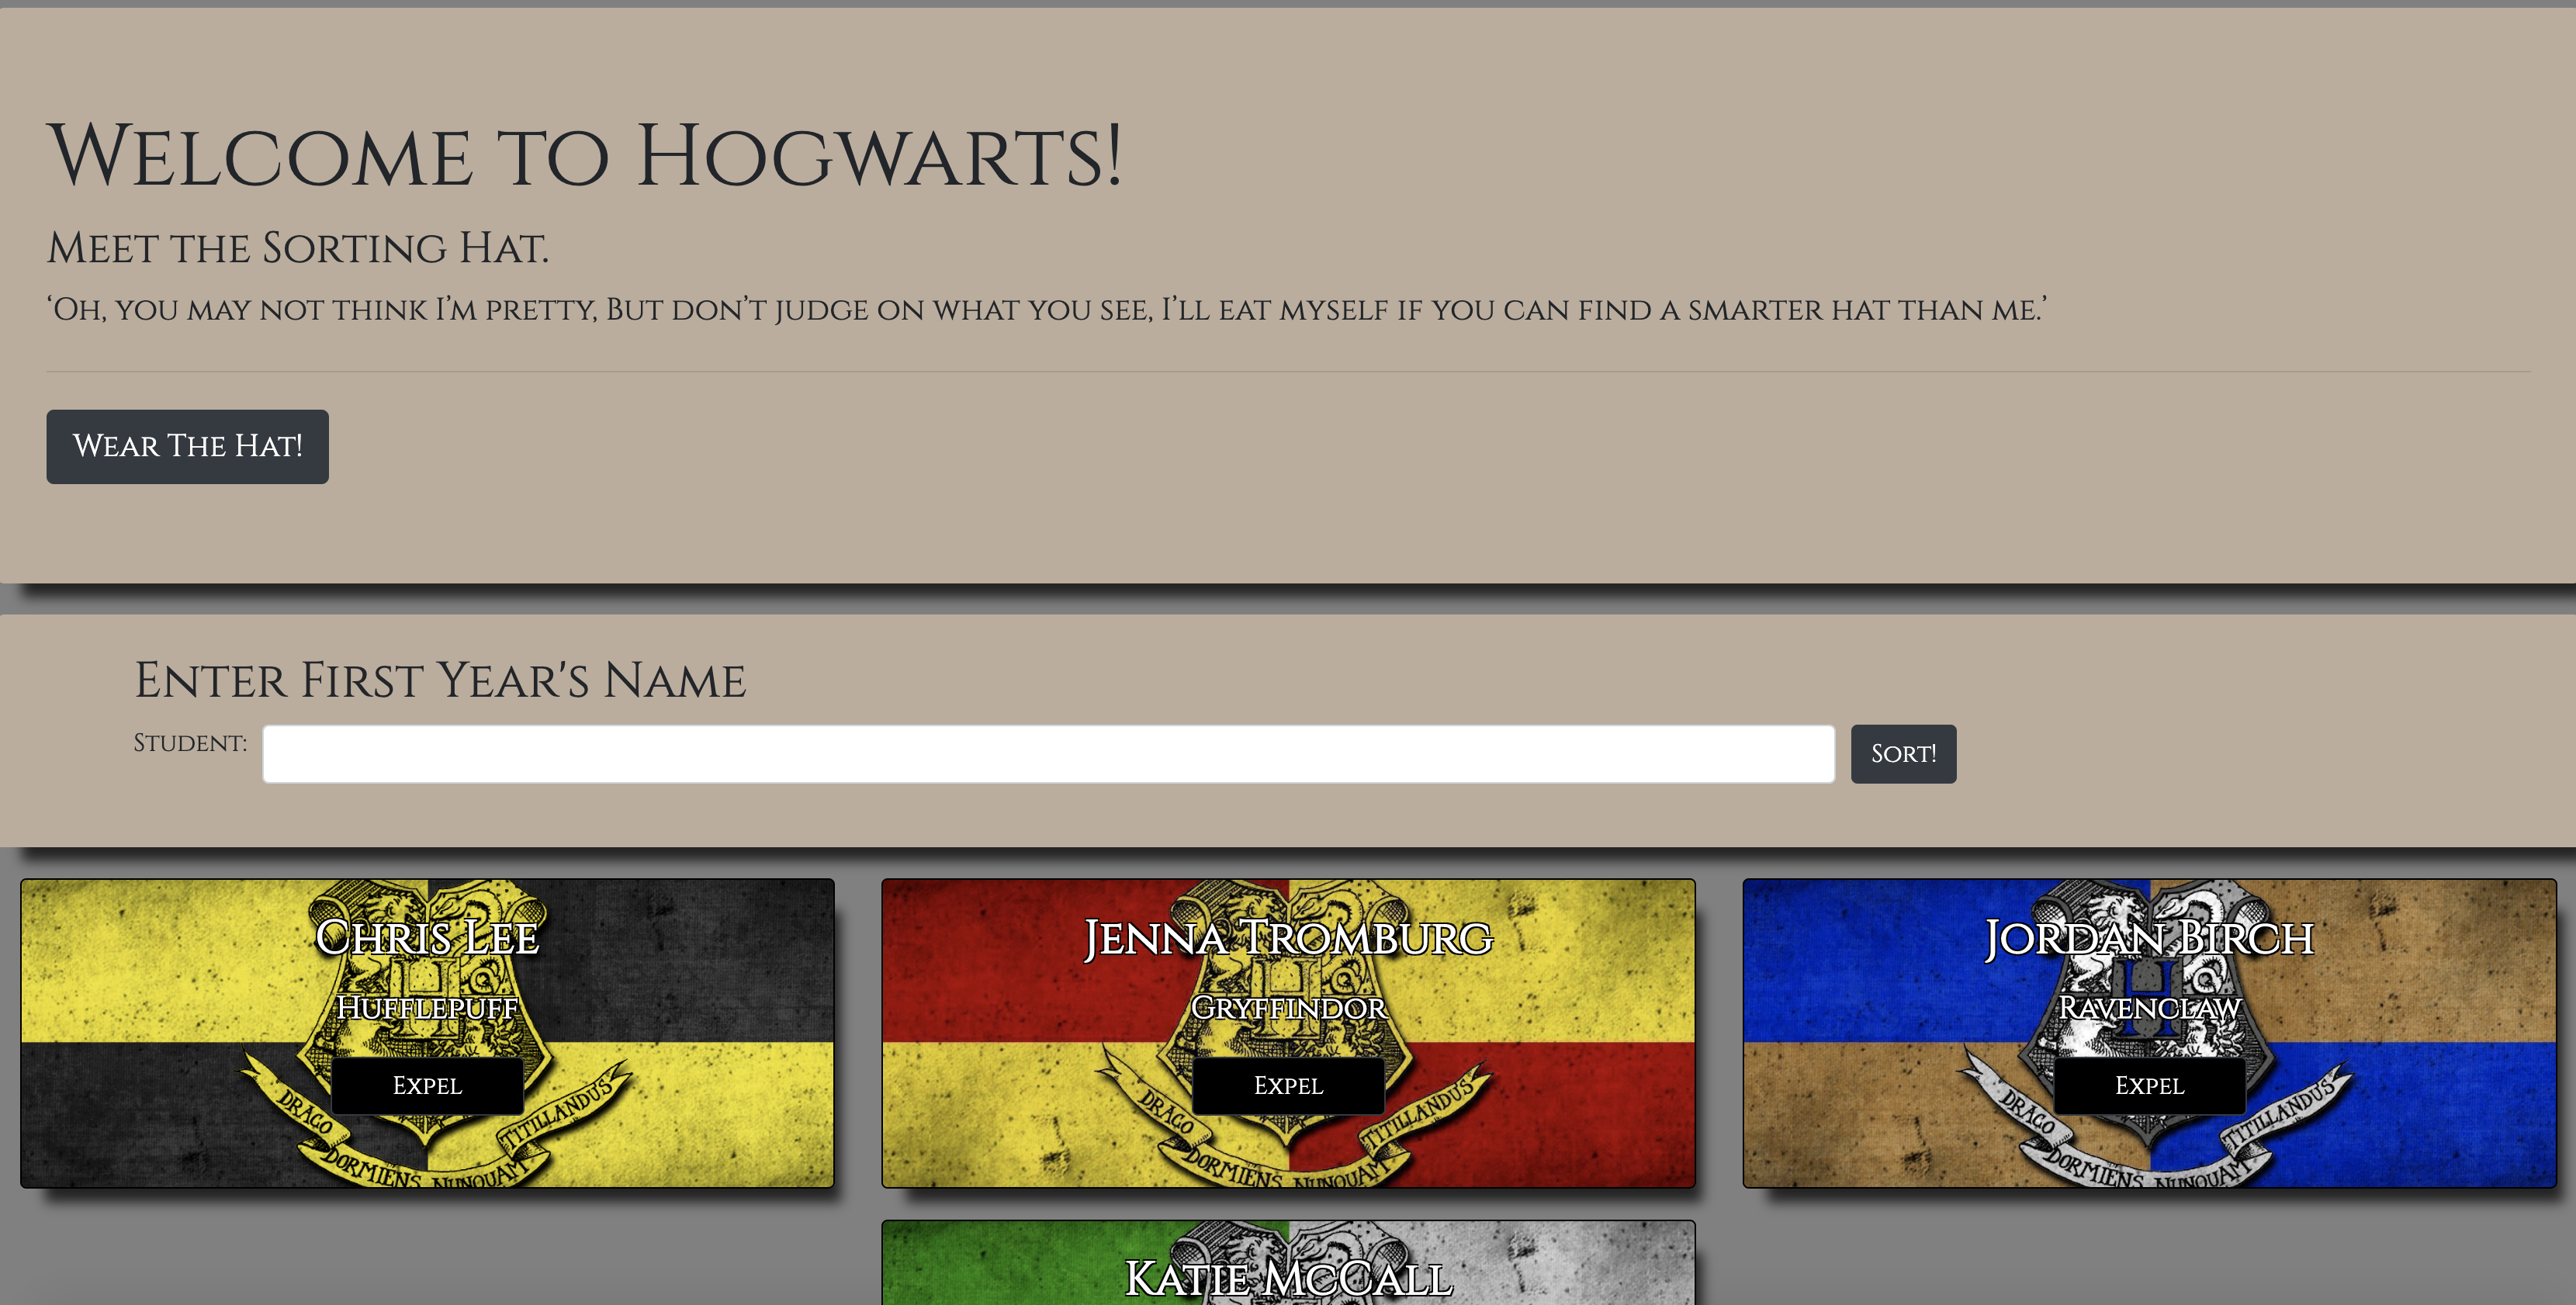 Welcome to Hogwarts!
Meet the Sorting Hat.
‘Oh, you may not think I’m pretty, But don’t judge on what you see, I’ll eat myself if you can find a smarter hat than me.’
Wear The Hat!
Enter First Year's Name
Student:
Sort!
Chris Lee
Hufflepuff
Expel
DRACO
DORMIENS NUNQUAM
TITILLANDUS
Jenna Tromburg
Gryffindor
Expel
DRACO
DORMIENS NUNQUAM
TITILLANDUS
Jordan Birch
Ravenclaw
Expel
DRACO
DORMIENS NUNQUAM
TITILLANDUS
Katie McCall